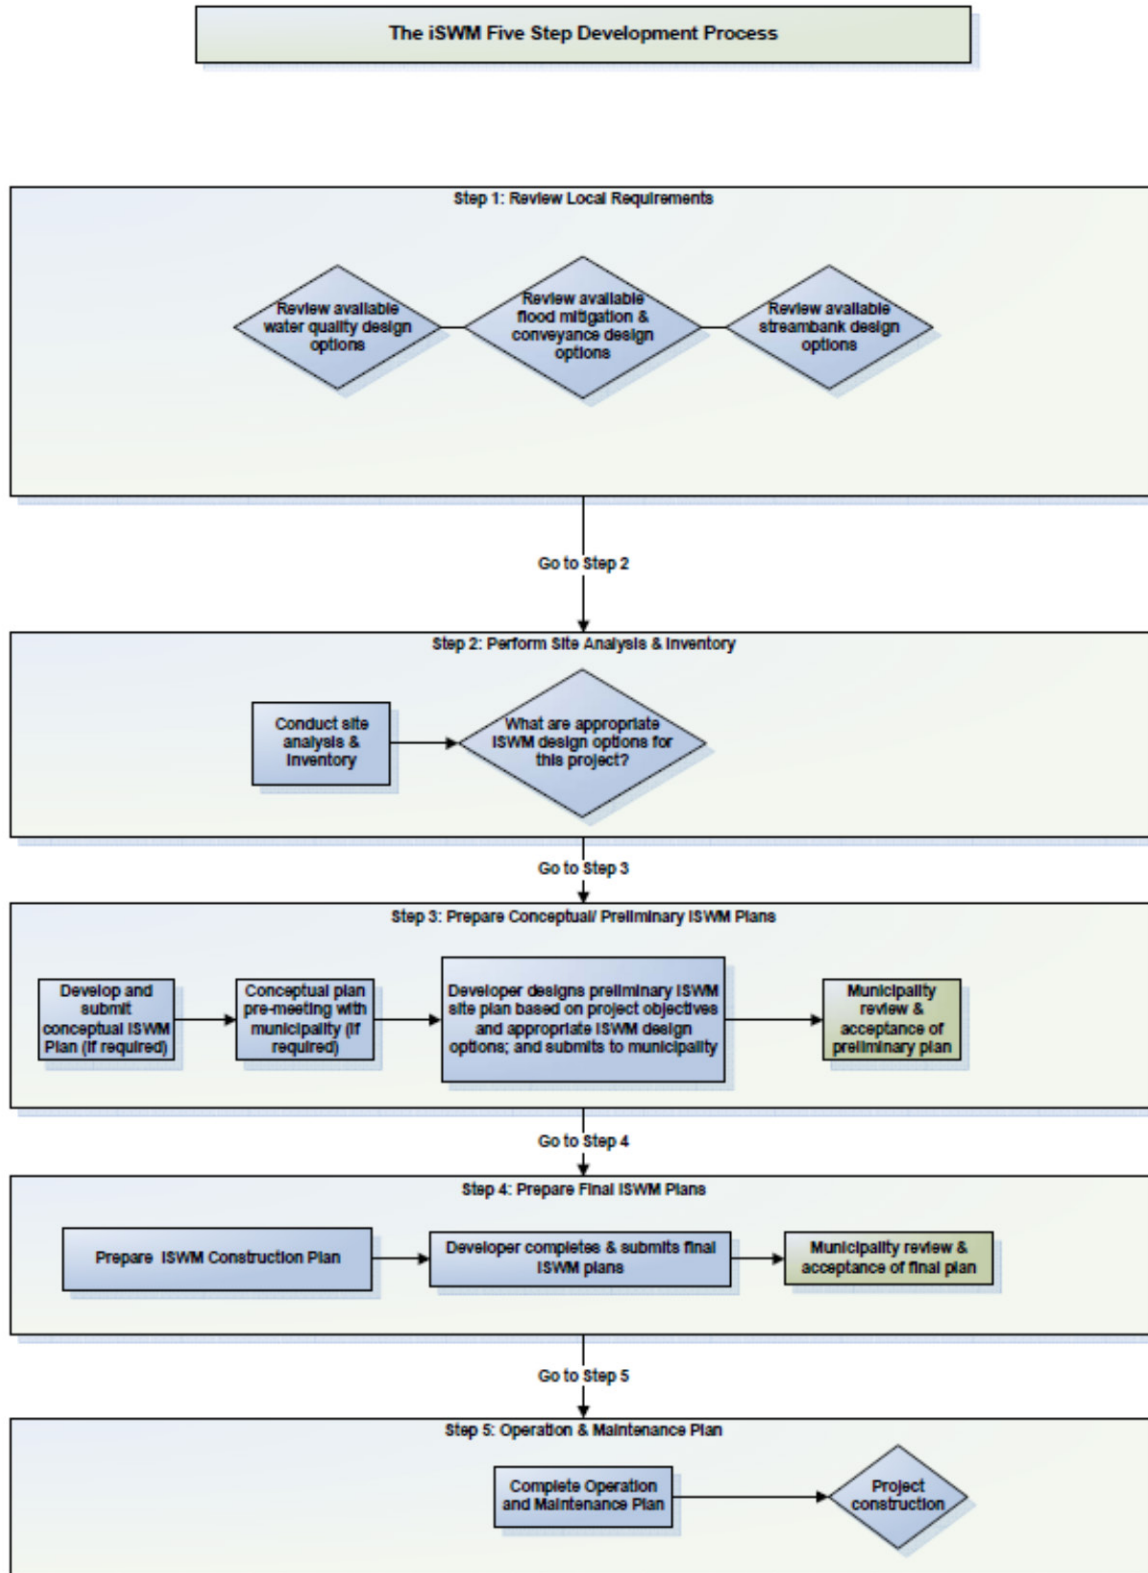 The iSWM Five Step Development Process
Step 1: Review Local Requirements
Review available
water quality design
options
Review available
flood mitigation &
conveyance design
options
Review available
streambank design
options
Go to Step 2
Step 2: Perform Site Analysis & Inventory
Conduct site
analysis &
Inventory
What are appropriate
iSWM design options for
this project?
Go to Step 3
Step 3: Prepare Conceptual/ Preliminary iSWM Plans
Develop and
submit
conceptual iSWM
Plan (if required)
Conceptual plan
pre-meeting with
municipality (if
required)
Developer designs preliminary iSWM
site plan based on project objectives
and appropriate iSWM design
options; and submits to municipality
Municipality
review &
acceptance of
preliminary plan
Go to Step 4
Step 4: Prepare Final iSWM Plans
Prepare iSWM Construction Plan
Developer completes & submits final
iSWM plans
Municipality review &
acceptance of final plan
Go to Step 5
Step 5: Operation & Maintenance Plan
Complete Operation
and Maintenance Plan
Project
construction